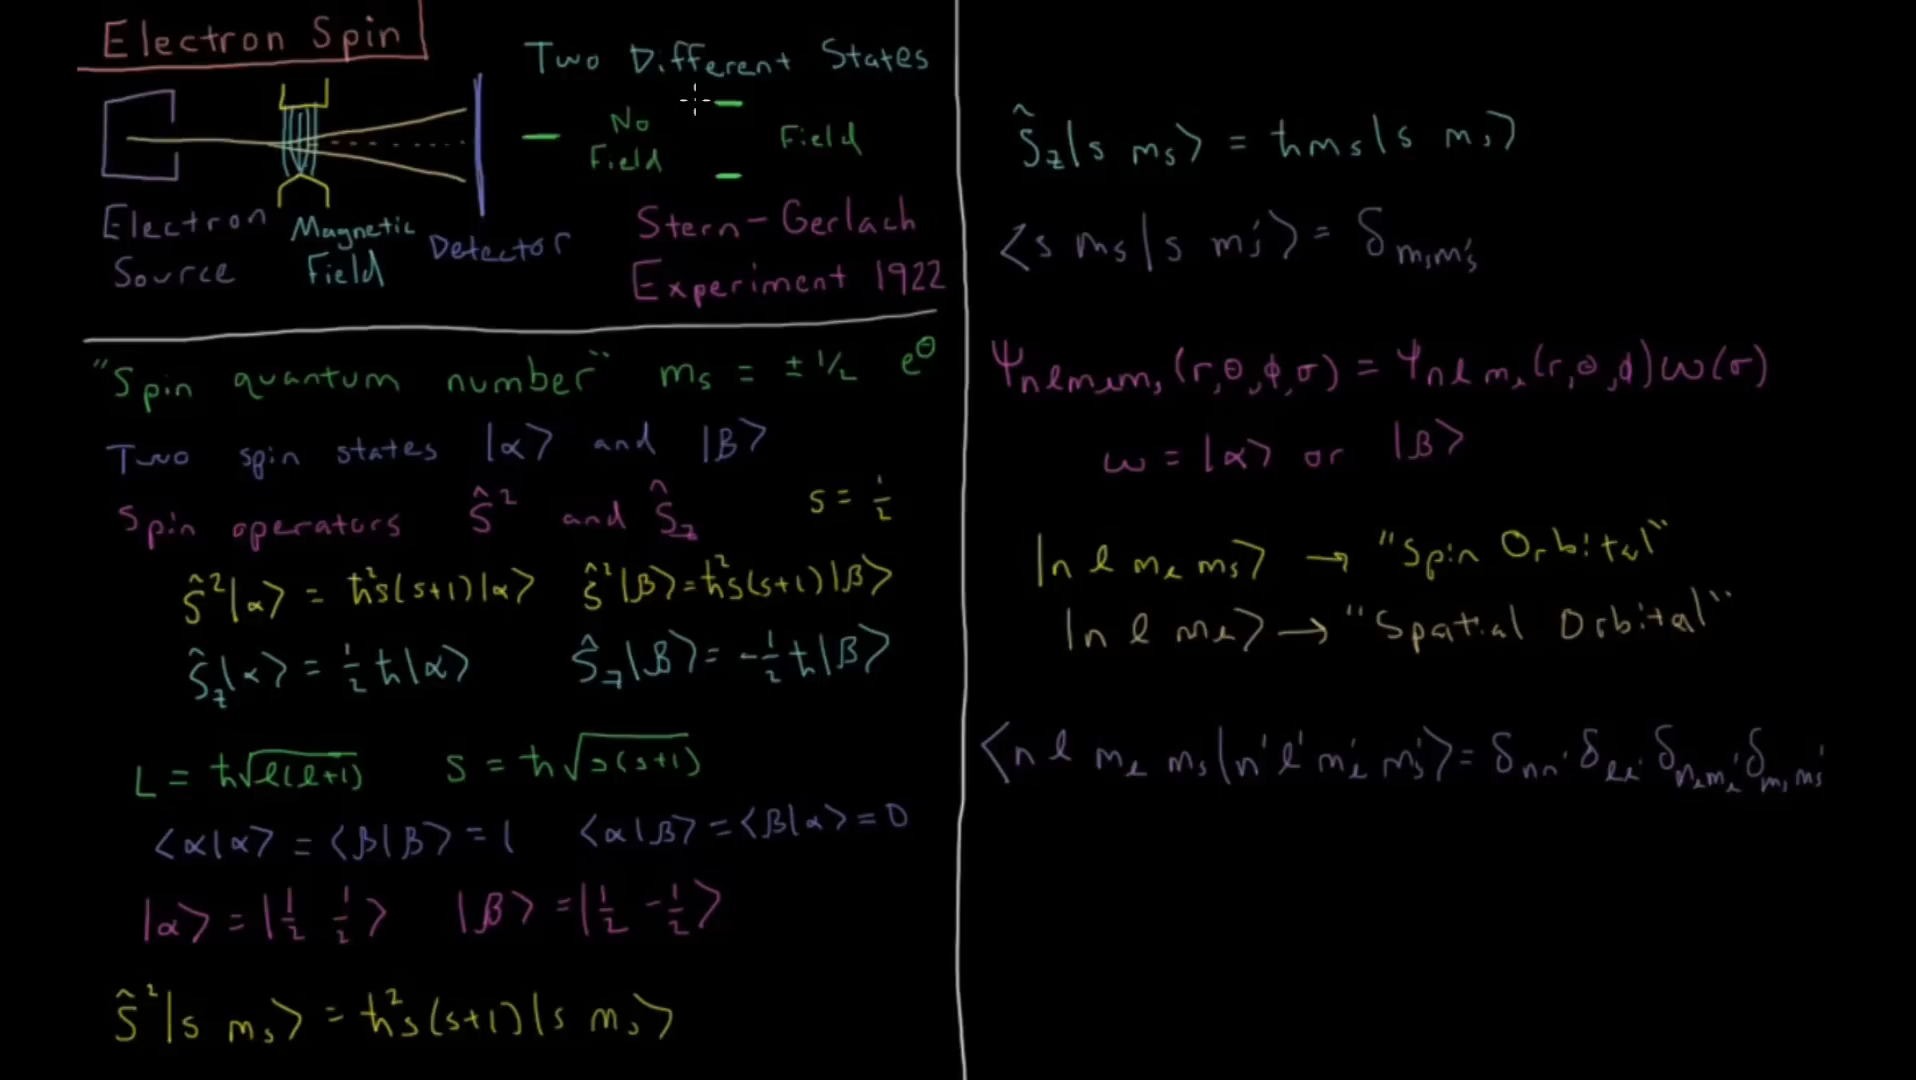 Electron Spin
Two Different States
No
Field
Field
Electron
Source
Magnetic
Field
Detector
Stern-Gerlach
Experiment 1922
"Spin quantum number" mₛ = ± 1/2 e⊖
Two spin states |α⟩ and |β⟩
Spin operators Ŝ² and Ŝz s = 1/2
Ŝ²|α⟩ = ħ²s(s+1)|α⟩ Ŝ²|β⟩=ħ²s(s+1)|β⟩
Ŝz|α⟩ = 1/2 ħ|α⟩ Ŝz|β⟩ = -1/2 ħ|β⟩
L = ħ√l(l+1) S = ħ√s(s+1)
⟨α|α⟩ = ⟨β|β⟩ = 1 ⟨α|β⟩ = ⟨β|α⟩ = 0
|α⟩ = |1/2 1/2⟩ |β⟩ = |1/2 -1/2⟩
Ŝ²|s mₛ⟩ = ħ²s(s+1)|s mₛ⟩
Ŝz|s mₛ⟩ = ħmₛ|s mₛ⟩
⟨s mₛ|s mₛ'⟩ = δmₛmₛ'
Ψnlmₗmₛ(r,θ,ϕ,σ) = Ψnlmₗ(r,θ,ϕ)ω(σ)
ω = |α⟩ or |β⟩
|n l mₗ mₛ⟩ → "Spin Orbital"
|n l mₗ⟩ → "Spatial Orbital"
⟨n l mₗ mₛ|n' l' mₗ' mₛ'⟩ = δnn' δll' δmₗmₗ' δmₛmₛ'